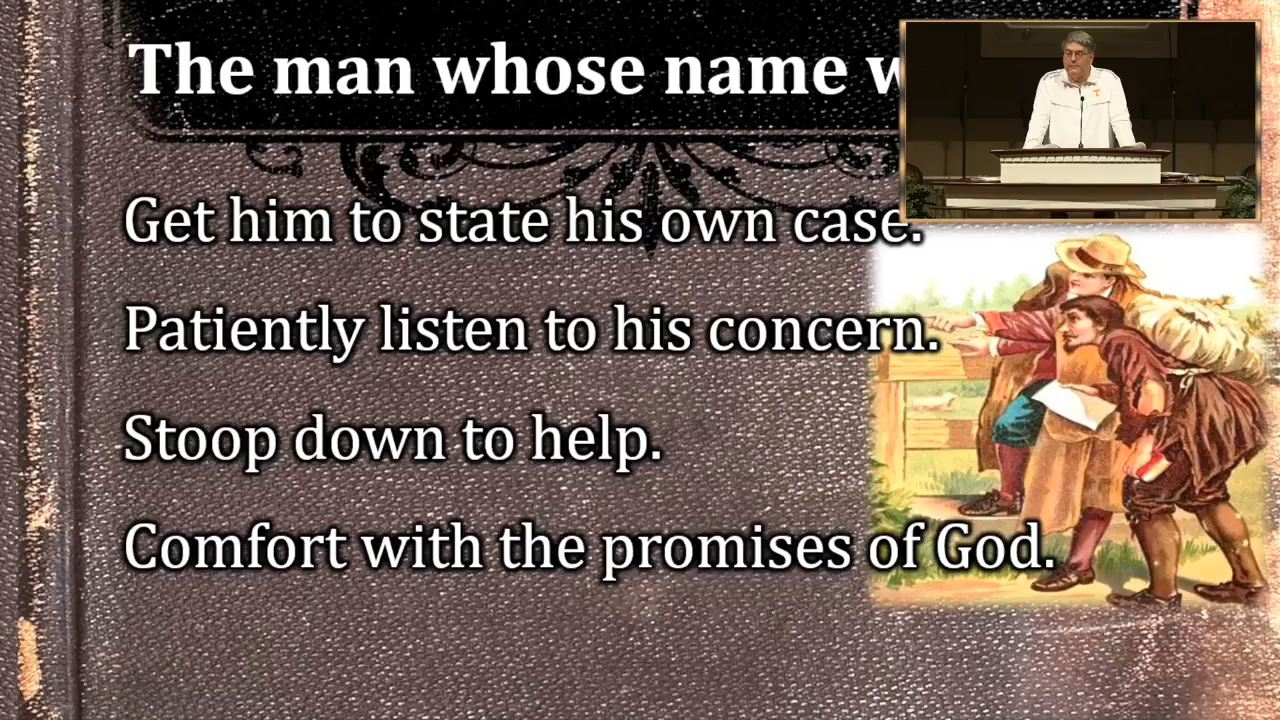 The man whose name w
Get him to state his own case.
Patiently listen to his concern.
Stoop down to help.
Comfort with the promises of God.